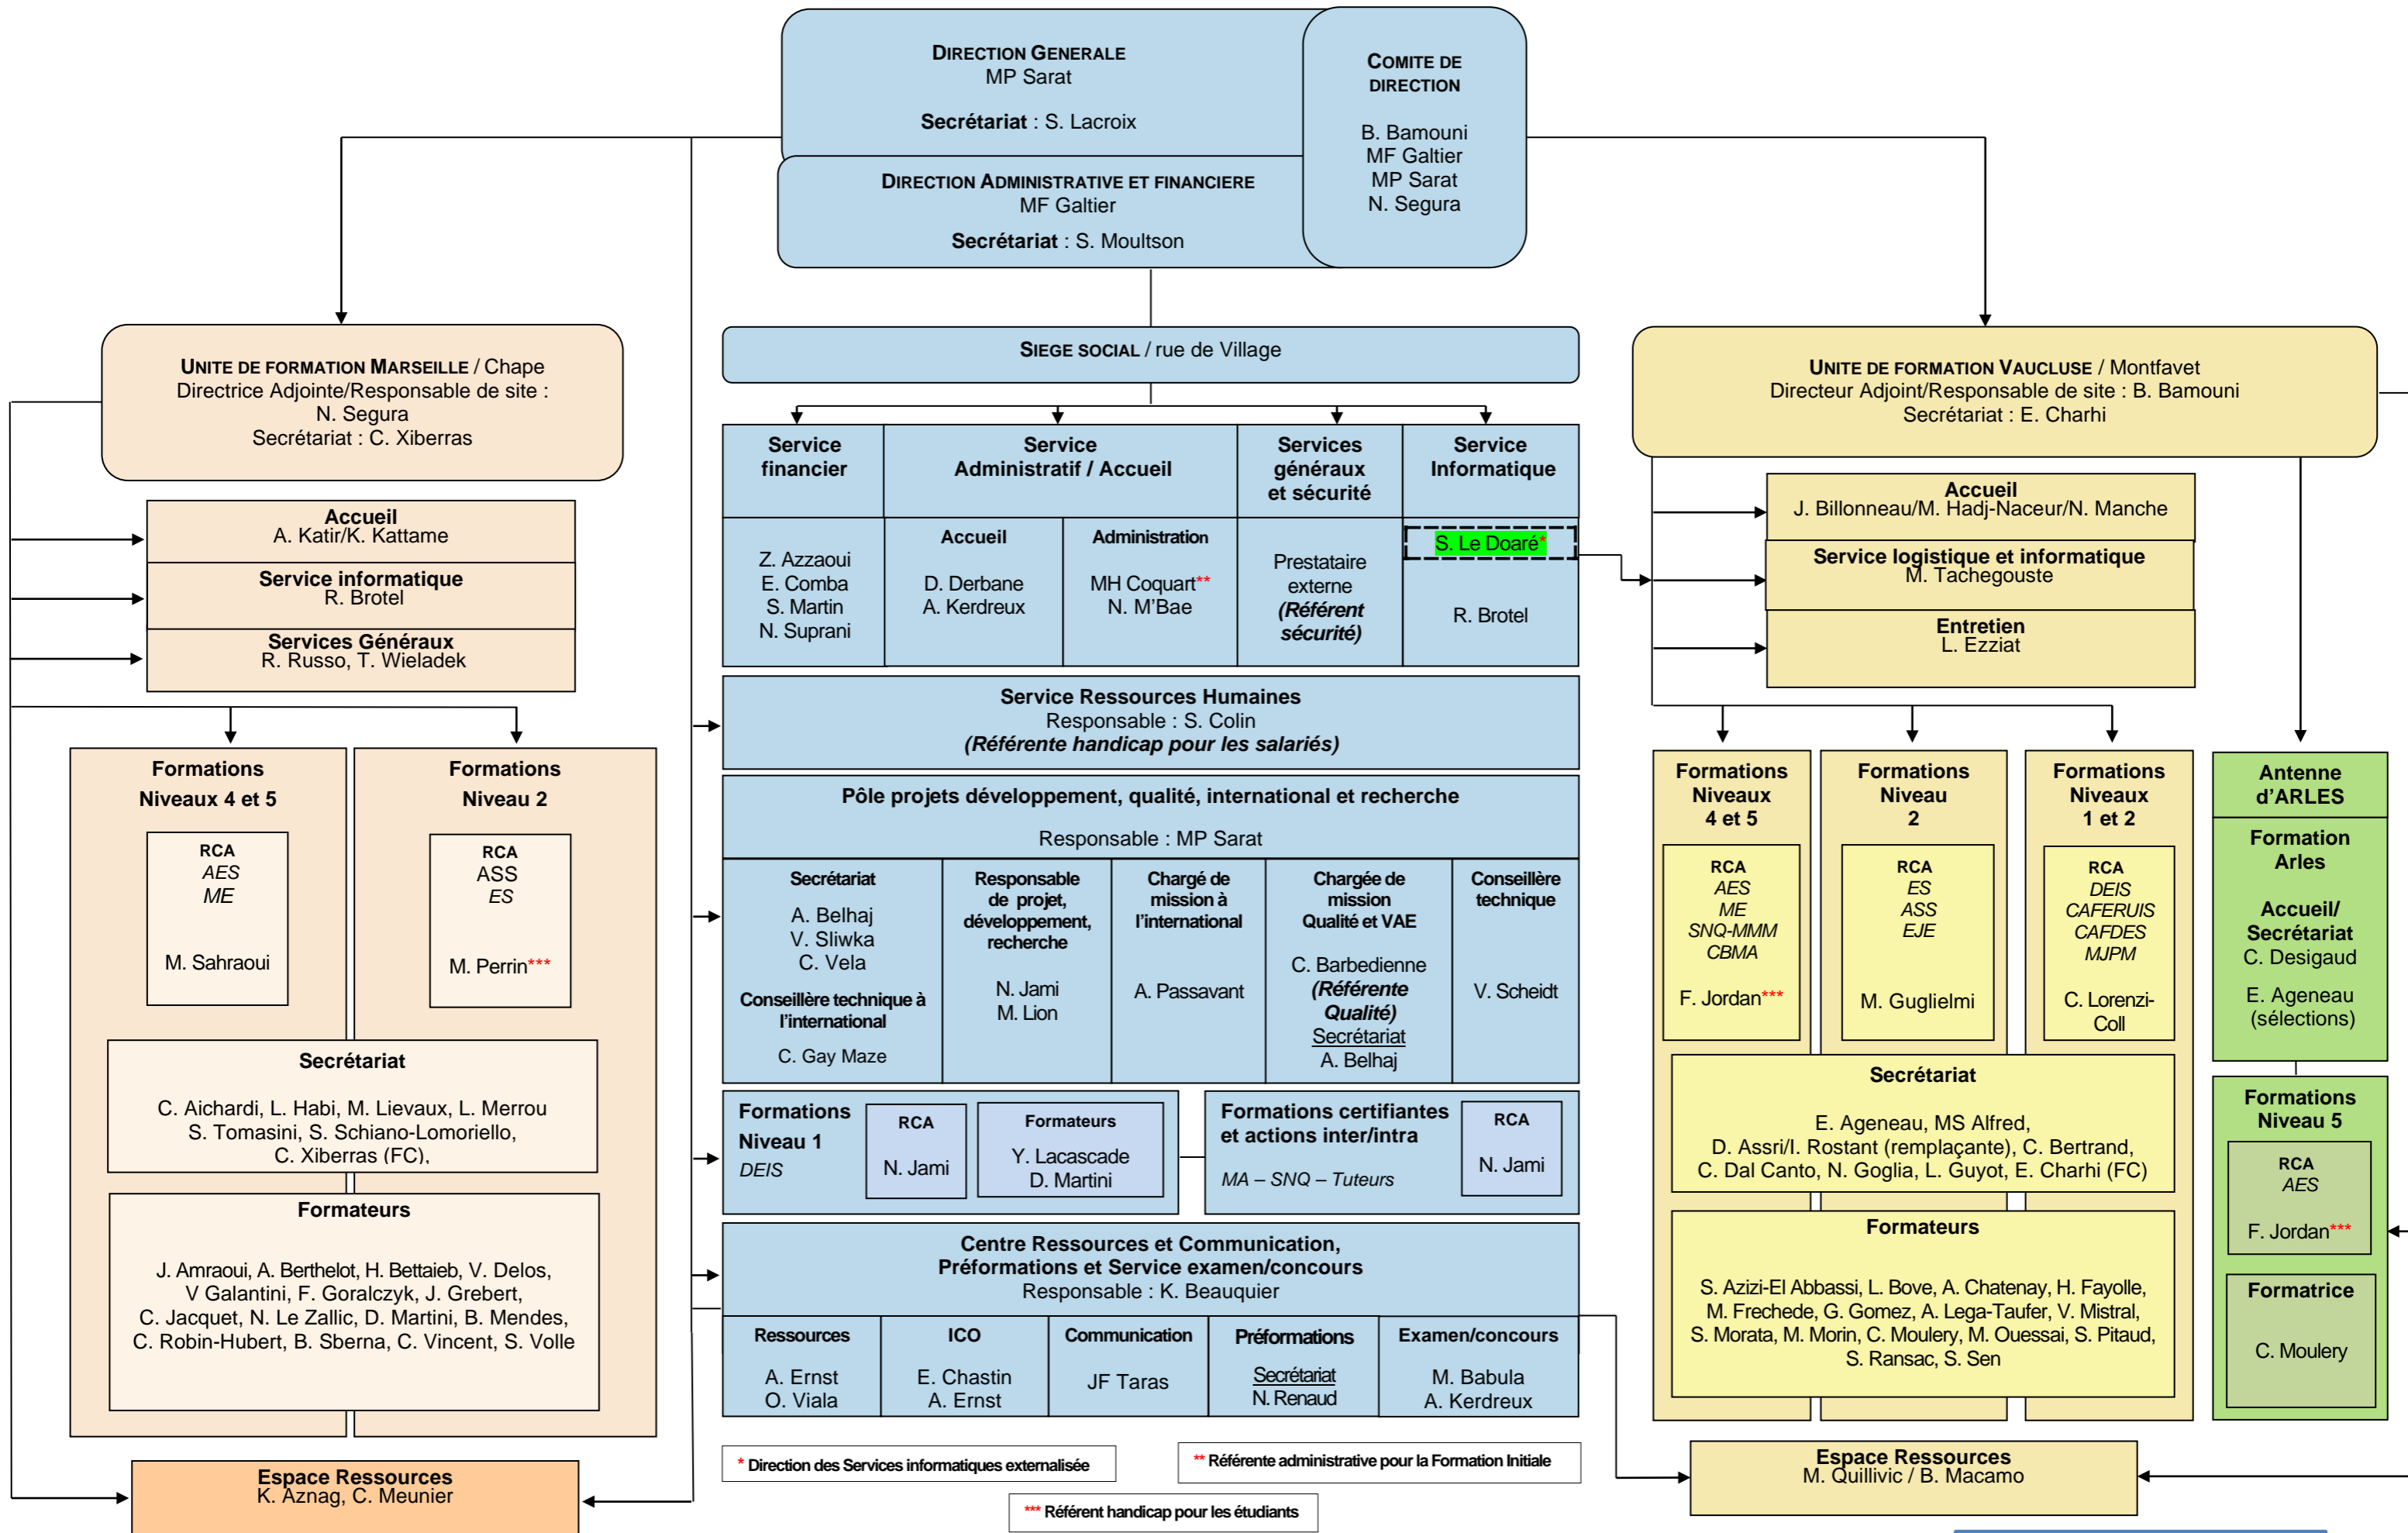 DIRECTION GENERALE
MP Sarat
Secrétariat : S. Lacroix
DIRECTION ADMINISTRATIVE ET FINANCIERE
MF Galtier
Secrétariat : S. Moultson
COMITE DE
DIRECTION
B. Bamouni
MF Galtier
MP Sarat
N. Segura
UNITE DE FORMATION MARSEILLE / Chape
Directrice Adjointe/Responsable de site :
N. Segura
Secrétariat : C. Xiberras
Accueil
A. Katir/K. Kattame
Service informatique
R. Brotel
Services Généraux
R. Russo, T. Wieladek
Formations
Niveaux 4 et 5
RCA
AES
ME
M. Sahraoui
Formations
Niveau 2
RCA
ASS
ES
M. Perrin***
Secrétariat
C. Aichardi, L. Habi, M. Lievaux, L. Merrou
S. Tomasini, S. Schiano-Lomoriello,
C. Xiberras (FC),
Formateurs
J. Amraoui, A. Berthelot, H. Bettaieb, V. Delos,
V Galantini, F. Goralczyk, J. Grebert,
C. Jacquet, N. Le Zallic, D. Martini, B. Mendes,
C. Robin-Hubert, B. Sberna, C. Vincent, S. Volle
Espace Ressources
K. Aznag, C. Meunier
SIEGE SOCIAL / rue de Village
Service
financier
Z. Azzaoui
E. Comba
S. Martin
N. Suprani
Service
Administratif / Accueil
Accueil
D. Derbane
A. Kerdreux
Administration
MH Coquart**
N. M'Bae
Services
généraux
et sécurité
Prestataire
externe
(Référent
sécurité)
Service
Informatique
S. Le Doaré*
R. Brotel
Service Ressources Humaines
Responsable : S. Colin
(Référente handicap pour les salariés)
Pôle projets développement, qualité, international et recherche
Responsable : MP Sarat
Secrétariat
A. Belhaj
V. Sliwka
C. Vela
Conseillère technique à
l'international
C. Gay Maze
Responsable
de projet,
développement,
recherche
N. Jami
M. Lion
Chargé de
mission à
l'international
A. Passavant
Chargée de
mission
Qualité et VAE
C. Barbedienne
(Référente
Qualité)
Secrétariat
A. Belhaj
Conseillère
technique
V. Scheidt
Formations
Niveau 1
DEIS
RCA
N. Jami
Formateurs
Y. Lacascade
D. Martini
Formations certifiantes
et actions inter/intra
MA – SNQ – Tuteurs
RCA
N. Jami
Centre Ressources et Communication,
Préformations et Service examen/concours
Responsable : K. Beauquier
Ressources
A. Ernst
O. Viala
ICO
E. Chastin
A. Ernst
Communication
JF Taras
Préformations
Secrétariat
N. Renaud
Examen/concours
M. Babula
A. Kerdreux
* Direction des Services informatiques externalisée
** Référente administrative pour la Formation Initiale
*** Référent handicap pour les étudiants
UNITE DE FORMATION VAUCLUSE / Montfavet
Directeur Adjoint/Responsable de site : B. Bamouni
Secrétariat : E. Charhi
Accueil
J. Billonneau/M. Hadj-Naceur/N. Manche
Service logistique et informatique
M. Tachegouste
Entretien
L. Ezziat
Formations
Niveaux
4 et 5
RCA
AES
ME
SNQ-MMM
CBMA
F. Jordan***
Formations
Niveau
2
RCA
ES
ASS
EJE
M. Guglielmi
Formations
Niveaux
1 et 2
RCA
DEIS
CAFERUIS
CAFDES
MJPM
C. Lorenzi-
Coll
Secrétariat
E. Ageneau, MS Alfred,
D. Assri/I. Rostant (remplaçante), C. Bertrand,
C. Dal Canto, N. Goglia, L. Guyot, E. Charhi (FC)
Formateurs
S. Azizi-El Abbassi, L. Bove, A. Chatenay, H. Fayolle,
M. Frechede, G. Gomez, A. Lega-Taufer, V. Mistral,
S. Morata, M. Morin, C. Moulery, M. Ouessai, S. Pitaud,
S. Ransac, S. Sen
Espace Ressources
M. Quillivic / B. Macamo
Antenne
d'ARLES
Formation
Arles
Accueil/
Secrétariat
C. Desigaud
E. Ageneau
(sélections)
Formations
Niveau 5
RCA
AES
F. Jordan***
Formatrice
C. Moulery